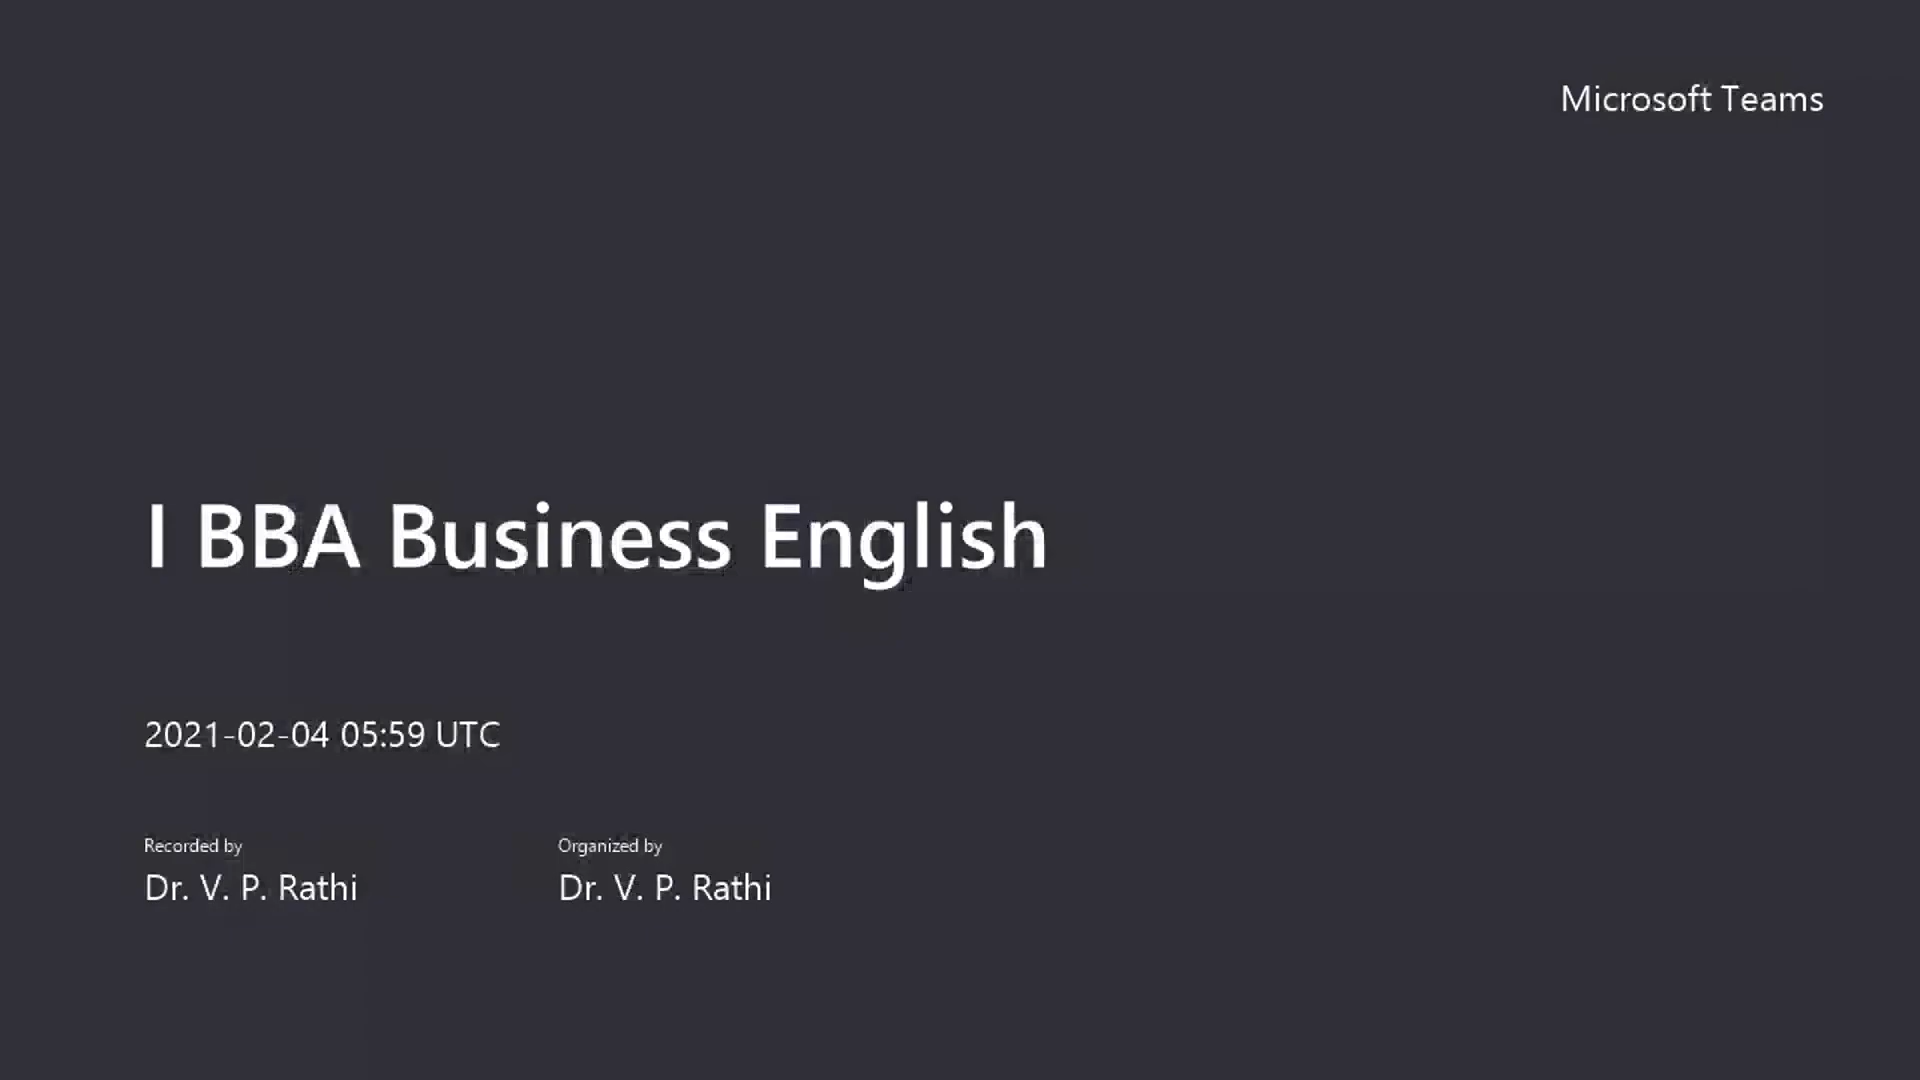 Microsoft Teams
I BBA Business English
2021-02-04 05:59 UTC
Recorded by
Dr. V. P. Rathi
Organized by
Dr. V. P. Rathi